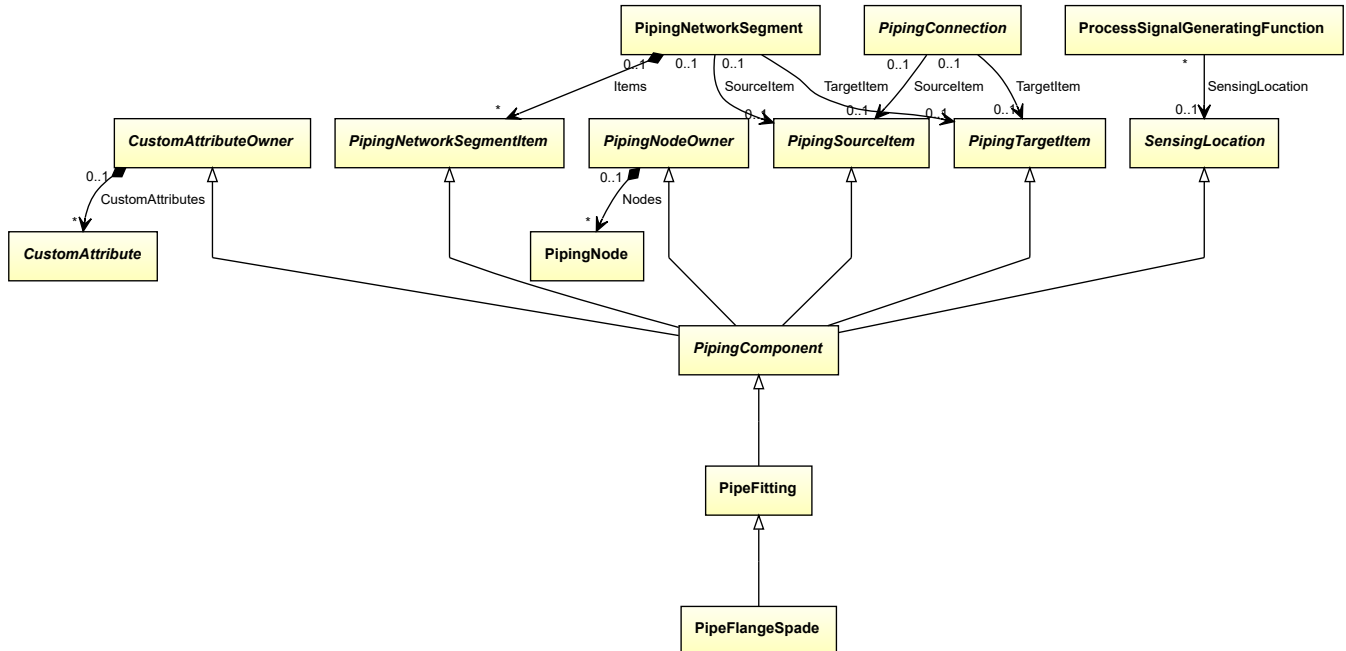 PipingNetworkSegment
PipingConnection
ProcessSignalGeneratingFunction
0..1
0..1
0..1
0..1
0..1
*
Items
SourceItem
TargetItem
SourceItem
TargetItem
SensingLocation
*
0..1
0..1
0..1
0..1
0..1
CustomAttributeOwner
PipingNetworkSegmentItem
PipingNodeOwner
PipingSourceItem
PipingTargetItem
SensingLocation
0..1
CustomAttributes
*
0..1
Nodes
*
CustomAttribute
PipingNode
PipingComponent
PipeFitting
PipeFlangeSpade